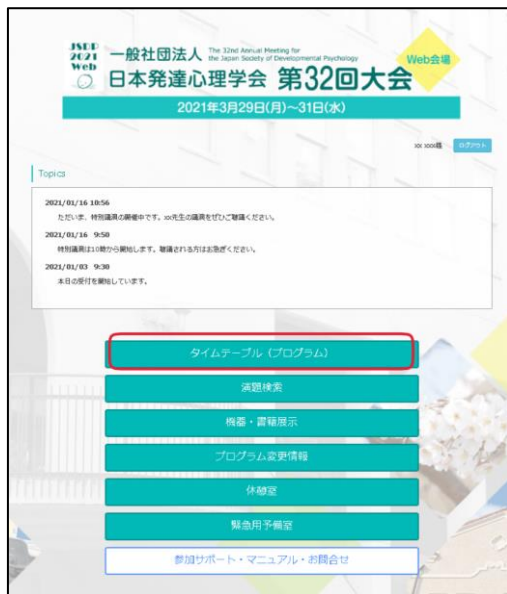 JSDP
2021
Web
一般社団法人 The 32nd Annual Meeting for
the Japan Society of Developmental Psychology
日本発達心理学会 第32回大会
Web会場
2021年3月29日(月)～31日(水)
xx xxxx様 ログアウト
Topics
2021/01/16 10:56
ただいま、特別講演の開催中です。xx先生の講演をぜひご聴講ください。
2021/01/16 9:50
特別講演は10時から開始します。聴講される方はお急ぎください。
2021/01/03 9:30
本日の受付を開始しています。
タイムテーブル（プログラム）
演題検索
機器・書籍展示
プログラム変更情報
休憩室
緊急用予備室
参加サポート・マニュアル・お問合せ